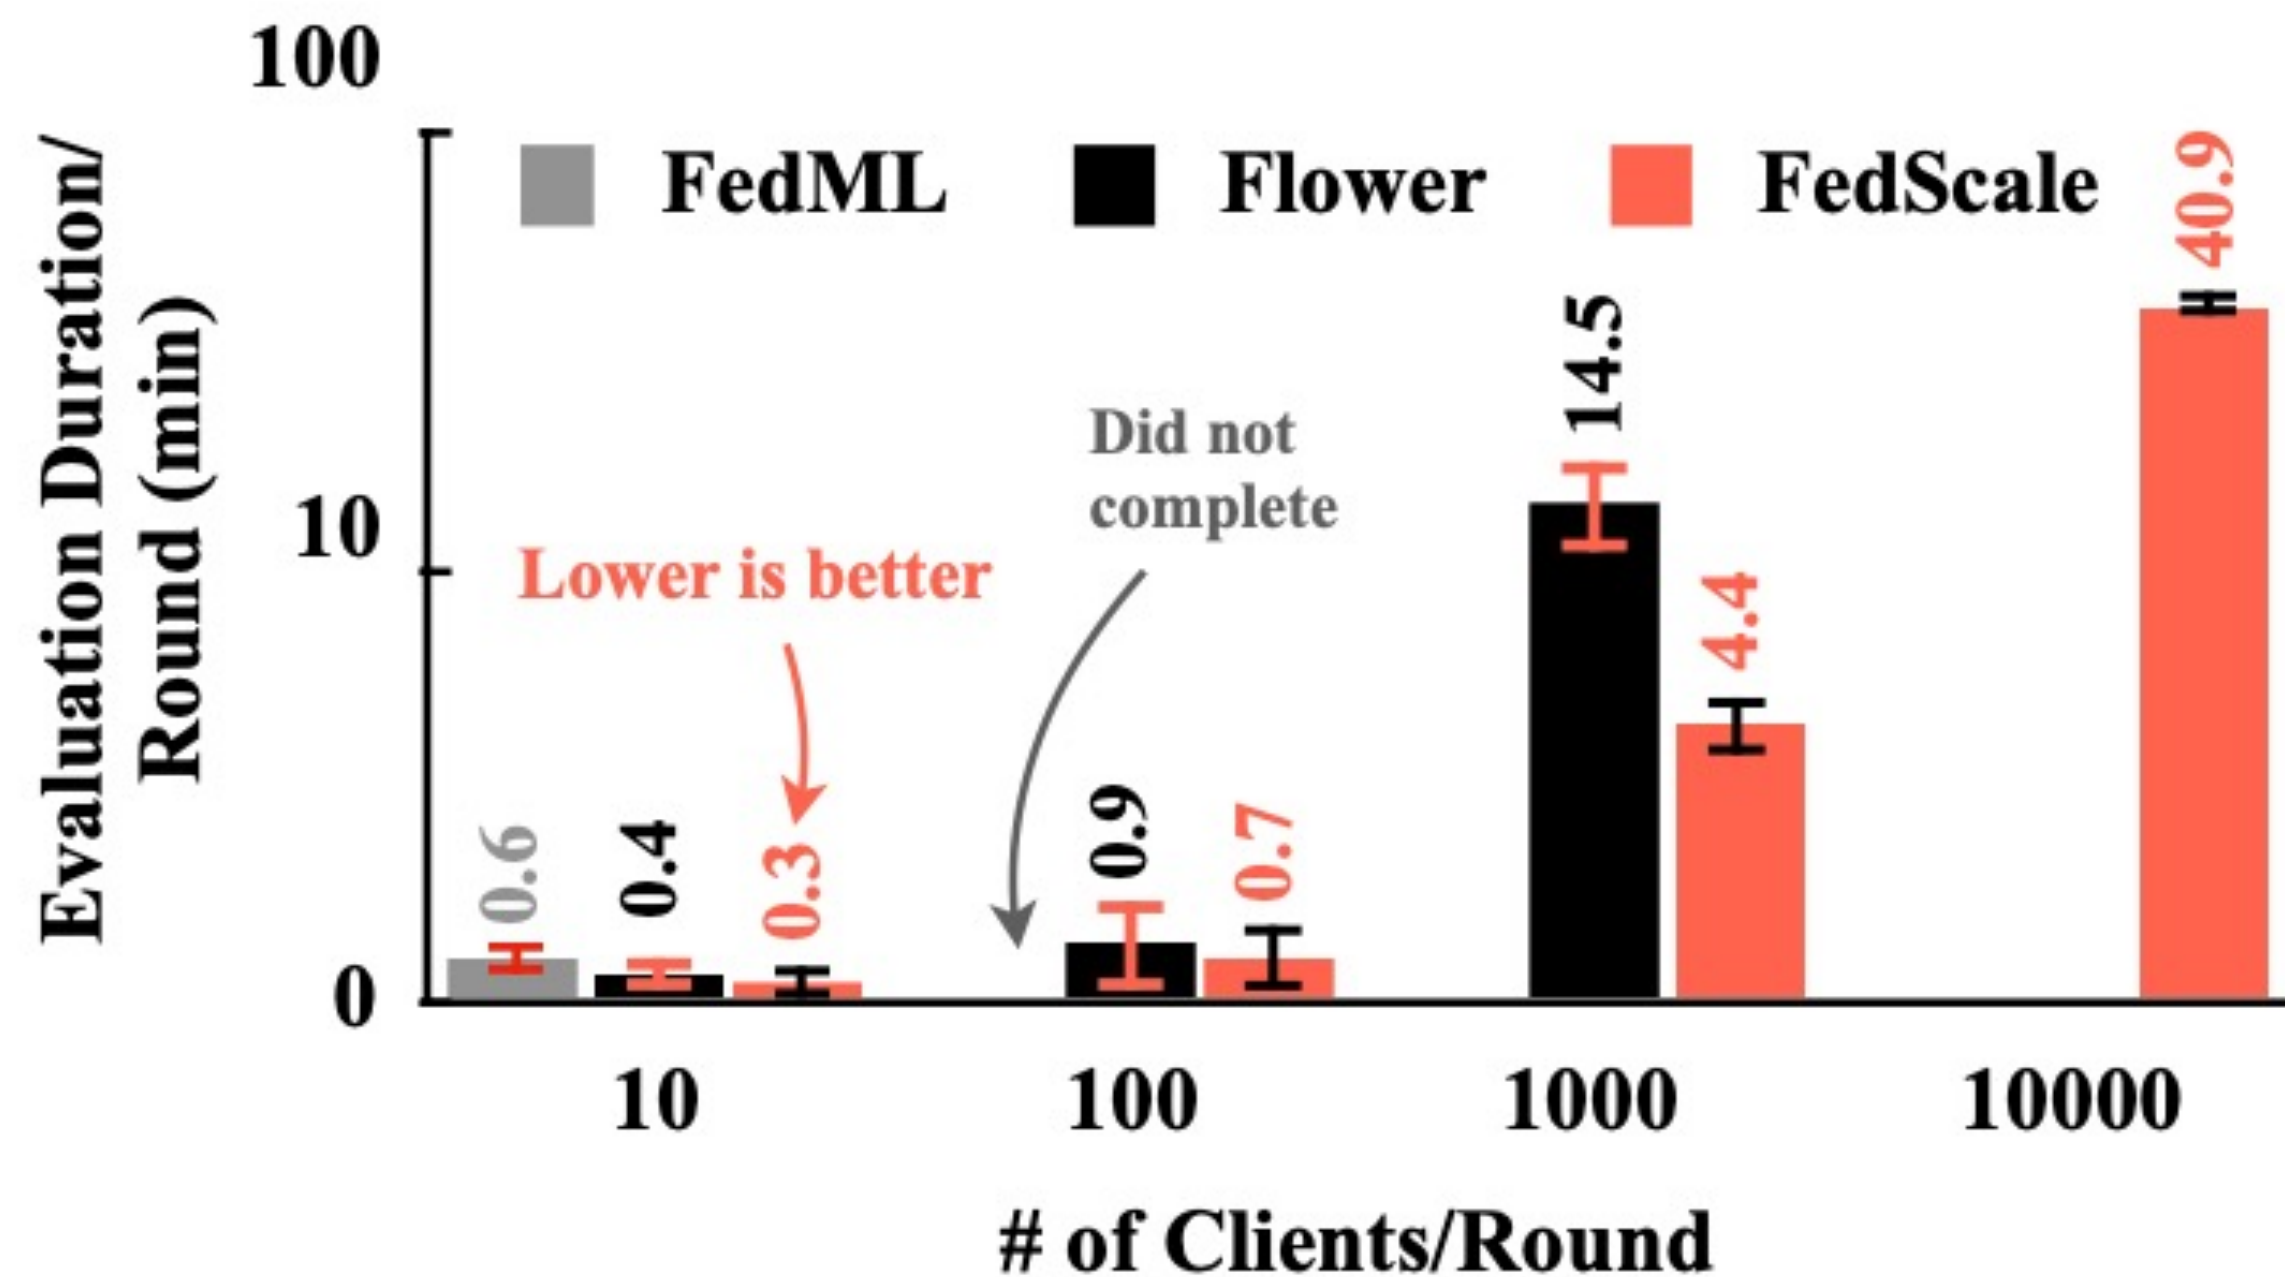 Evaluation Duration/
Round (min)
100
10
0
FedML
Flower
FedScale
Lower is better
Did not
complete
0.6
0.4
0.3
0.9
0.7
14.5
4.4
40.9
10
100
1000
10000
# of Clients/Round